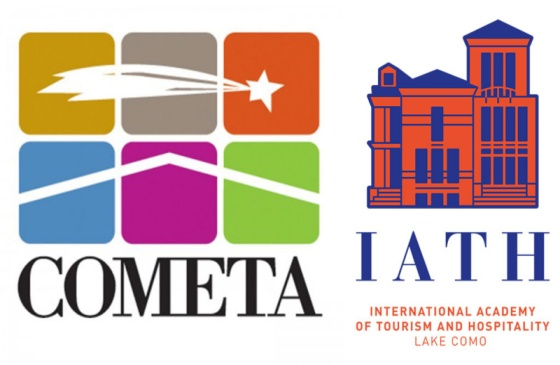 COMETA
IATH
INTERNATIONAL ACADEMY
OF TOURISM AND HOSPITALITY
LAKE COMO